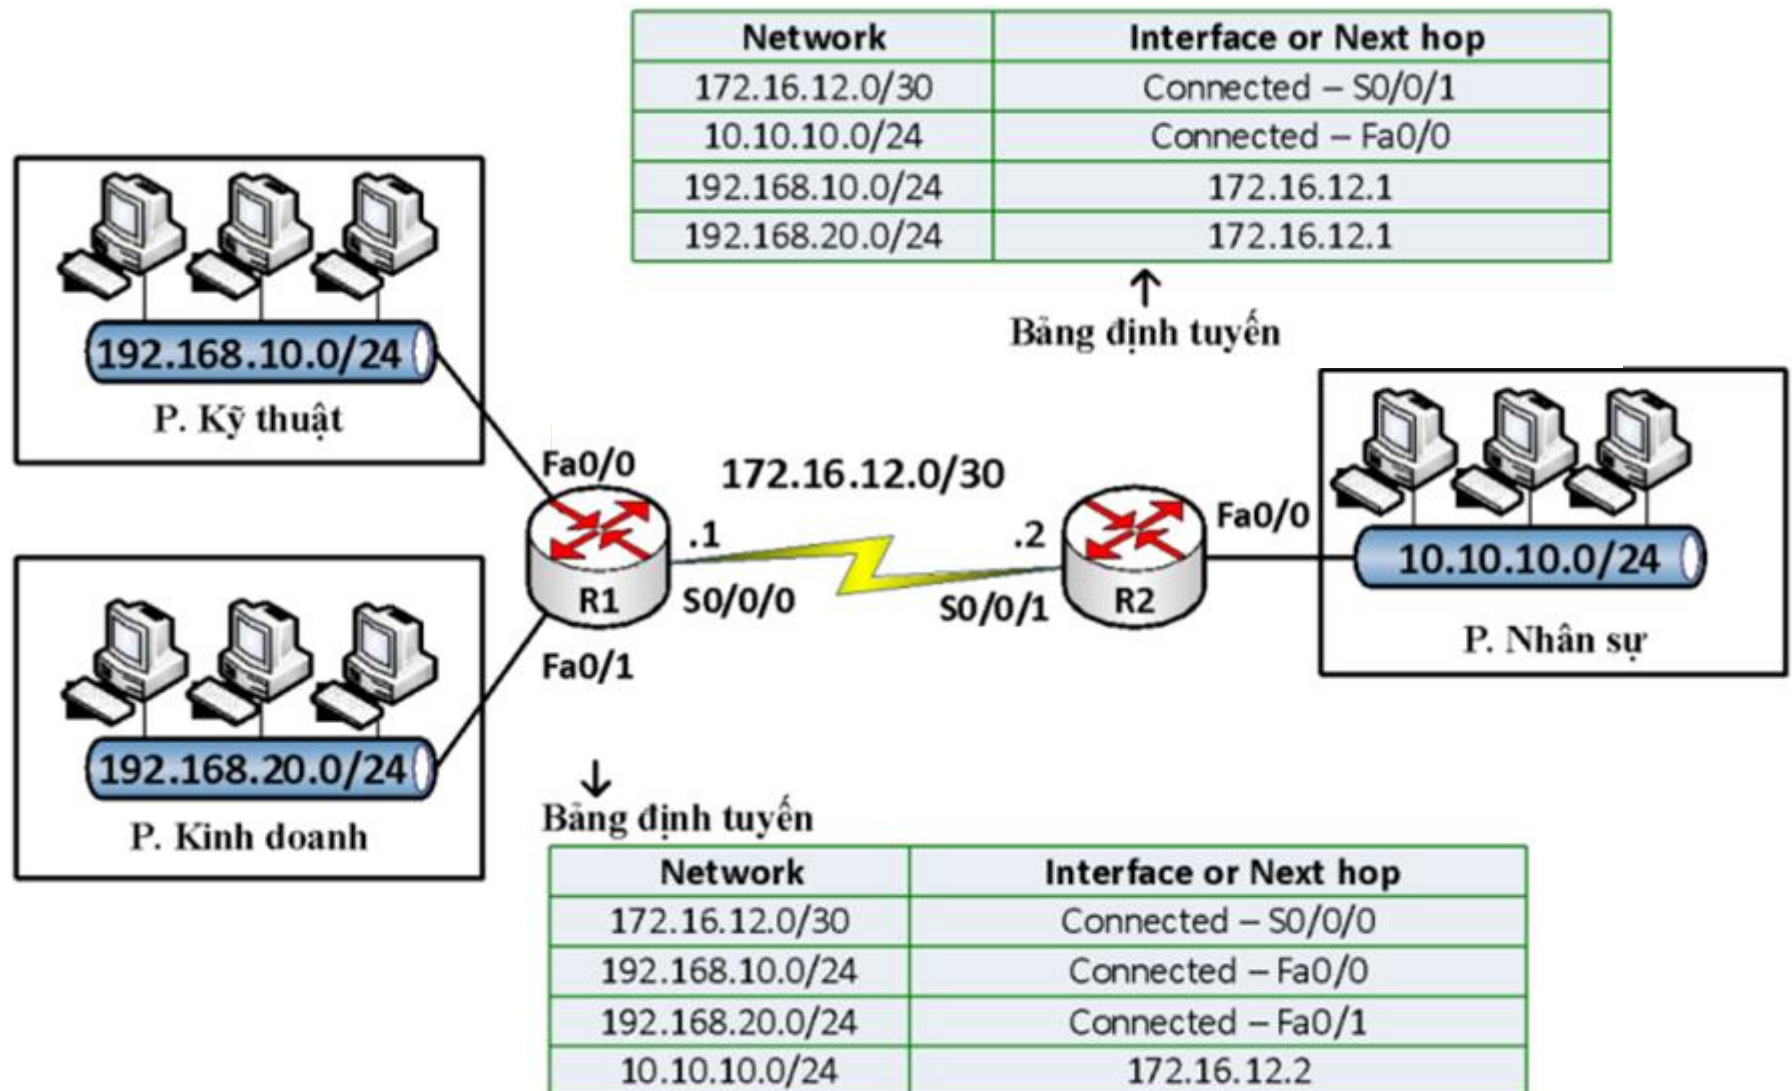 Network Interface or Next hop
172.16.12.0/30 Connected – S0/0/1
10.10.10.0/24 Connected – Fa0/0
192.168.10.0/24 172.16.12.1
192.168.20.0/24 172.16.12.1
Bảng định tuyến
192.168.10.0/24
P. Kỹ thuật
Fa0/0
172.16.12.0/30
.1
.2
Fa0/0
R1
S0/0/0
S0/0/1
R2
10.10.10.0/24
P. Nhân sự
Fa0/1
192.168.20.0/24
P. Kinh doanh
Bảng định tuyến
Network Interface or Next hop
172.16.12.0/30 Connected – S0/0/0
192.168.10.0/24 Connected – Fa0/0
192.168.20.0/24 Connected – Fa0/1
10.10.10.0/24 172.16.12.2